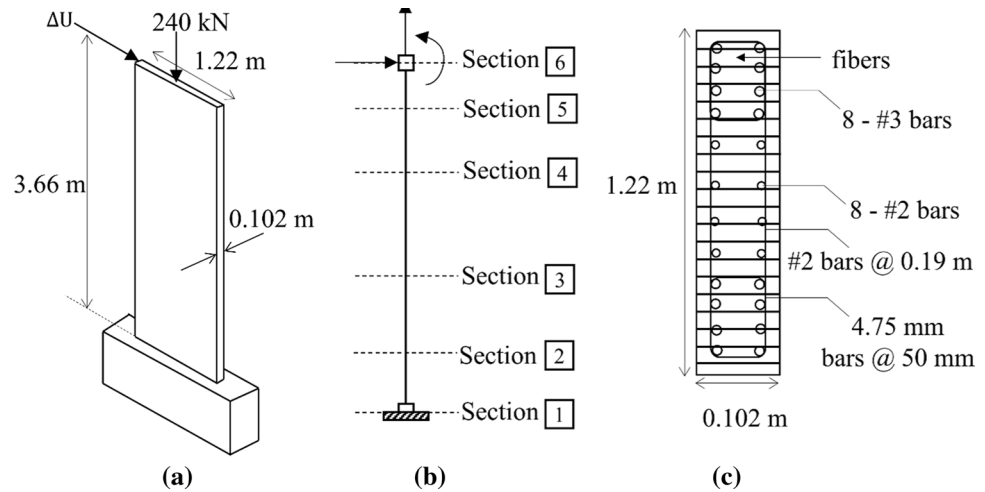 ΔU
240 kN
1.22 m
3.66 m
0.102 m
(a)
Section 6
Section 5
Section 4
Section 3
Section 2
Section 1
(b)
fibers
8 - #3 bars
1.22 m
8 - #2 bars
#2 bars @ 0.19 m
4.75 mm
bars @ 50 mm
0.102 m
(c)